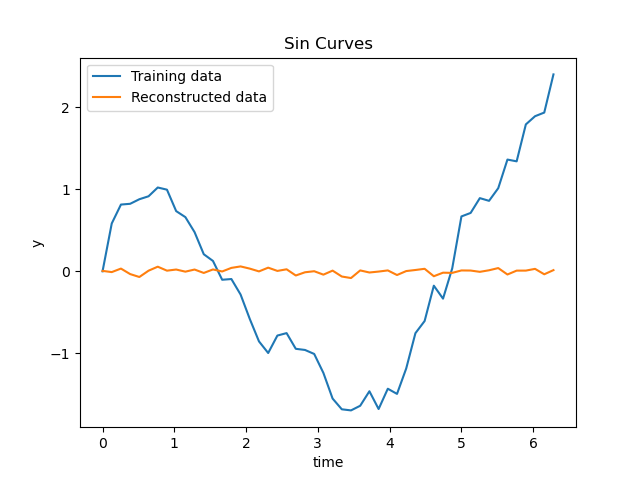 Sin Curves
Training data
Reconstructed data
y
2
1
0
−1
0 1 2 3 4 5 6
time